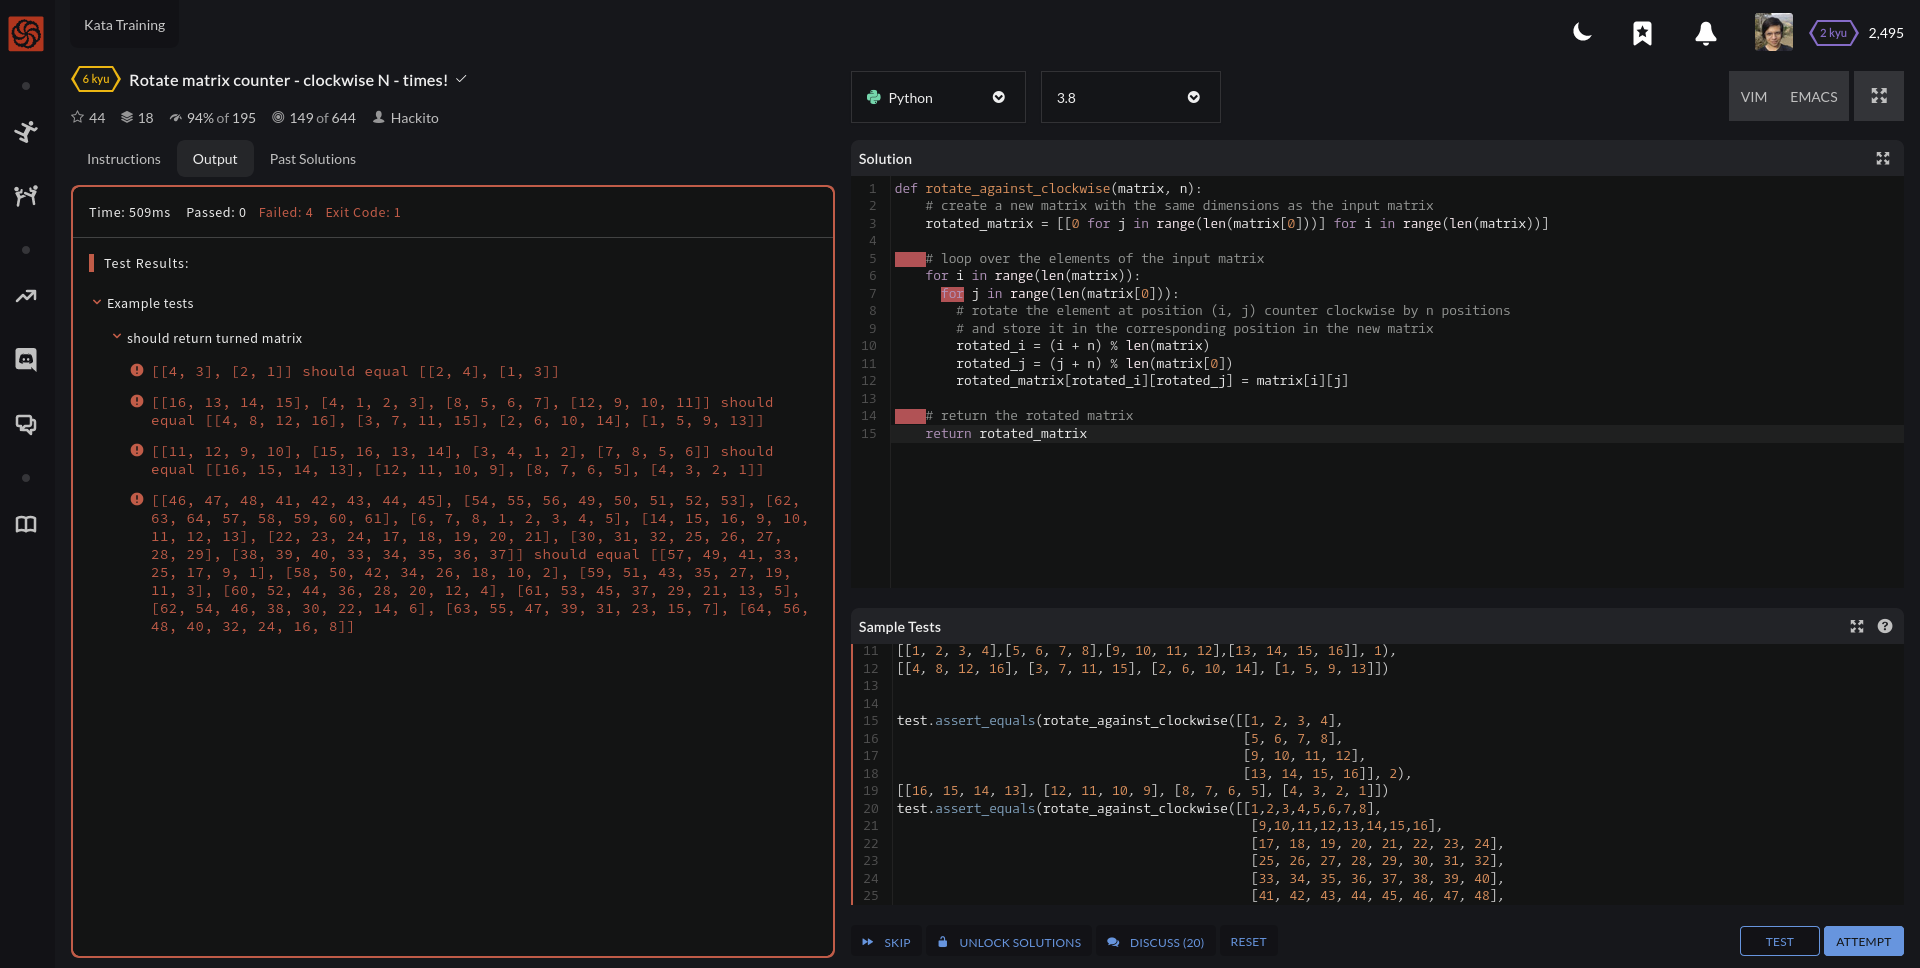 Kata Training
2 kyu 2,495
6 kyu Rotate matrix counter - clockwise N - times!
44 18 94% of 195 149 of 644 Hackito
Instructions Output Past Solutions
Time: 509ms Passed: 0 Failed: 4 Exit Code: 1
Test Results:
Example tests
should return turned matrix
[[4, 3], [2, 1]] should equal [[2, 4], [1, 3]]
[[16, 13, 14, 15], [4, 1, 2, 3], [8, 5, 6, 7], [12, 9, 10, 11]] should
equal [[4, 8, 12, 16], [3, 7, 11, 15], [2, 6, 10, 14], [1, 5, 9, 13]]
[[11, 12, 9, 10], [15, 16, 13, 14], [3, 4, 1, 2], [7, 8, 5, 6]] should
equal [[16, 15, 14, 13], [12, 11, 10, 9], [8, 7, 6, 5], [4, 3, 2, 1]]
[[46, 47, 48, 41, 42, 43, 44, 45], [54, 55, 56, 49, 50, 51, 52, 53], [62,
63, 64, 57, 58, 59, 60, 61], [6, 7, 8, 1, 2, 3, 4, 5], [14, 15, 16, 9, 10,
11, 12, 13], [22, 23, 24, 17, 18, 19, 20, 21], [30, 31, 32, 25, 26, 27,
28, 29], [38, 39, 40, 33, 34, 35, 36, 37]] should equal [[57, 49, 41, 33,
25, 17, 9, 1], [58, 50, 42, 34, 26, 18, 10, 2], [59, 51, 43, 35, 27, 19,
11, 3], [60, 52, 44, 36, 28, 20, 12, 4], [61, 53, 45, 37, 29, 21, 13, 5],
[62, 54, 46, 38, 30, 22, 14, 6], [63, 55, 47, 39, 31, 23, 15, 7], [64, 56,
48, 40, 32, 24, 16, 8]]
Python 3.8 VIM EMACS
Solution
1 def rotate_against_clockwise(matrix, n):
2 # create a new matrix with the same dimensions as the input matrix
3 rotated_matrix = [[0 for j in range(len(matrix[0]))] for i in range(len(matrix))]
4
5 # loop over the elements of the input matrix
6 for i in range(len(matrix)):
7 for j in range(len(matrix[0])):
8 # rotate the element at position (i, j) counter clockwise by n positions
9 # and store it in the corresponding position in the new matrix
10 rotated_i = (i + n) % len(matrix)
11 rotated_j = (j + n) % len(matrix[0])
12 rotated_matrix[rotated_i][rotated_j] = matrix[i][j]
13
14 # return the rotated matrix
15 return rotated_matrix
Sample Tests
11 [[1, 2, 3, 4],[5, 6, 7, 8],[9, 10, 11, 12],[13, 14, 15, 16]], 1),
12 [[4, 8, 12, 16], [3, 7, 11, 15], [2, 6, 10, 14], [1, 5, 9, 13]])
13
14
15 test.assert_equals(rotate_against_clockwise([[1, 2, 3, 4],
16 [5, 6, 7, 8],
17 [9, 10, 11, 12],
18 [13, 14, 15, 16]], 2),
19 [[16, 15, 14, 13], [12, 11, 10, 9], [8, 7, 6, 5], [4, 3, 2, 1]])
20 test.assert_equals(rotate_against_clockwise([[1,2,3,4,5,6,7,8],
21 [9,10,11,12,13,14,15,16],
22 [17, 18, 19, 20, 21, 22, 23, 24],
23 [25, 26, 27, 28, 29, 30, 31, 32],
24 [33, 34, 35, 36, 37, 38, 39, 40],
25 [41, 42, 43, 44, 45, 46, 47, 48],
SKIP UNLOCK SOLUTIONS DISCUSS (20) RESET TEST ATTEMPT